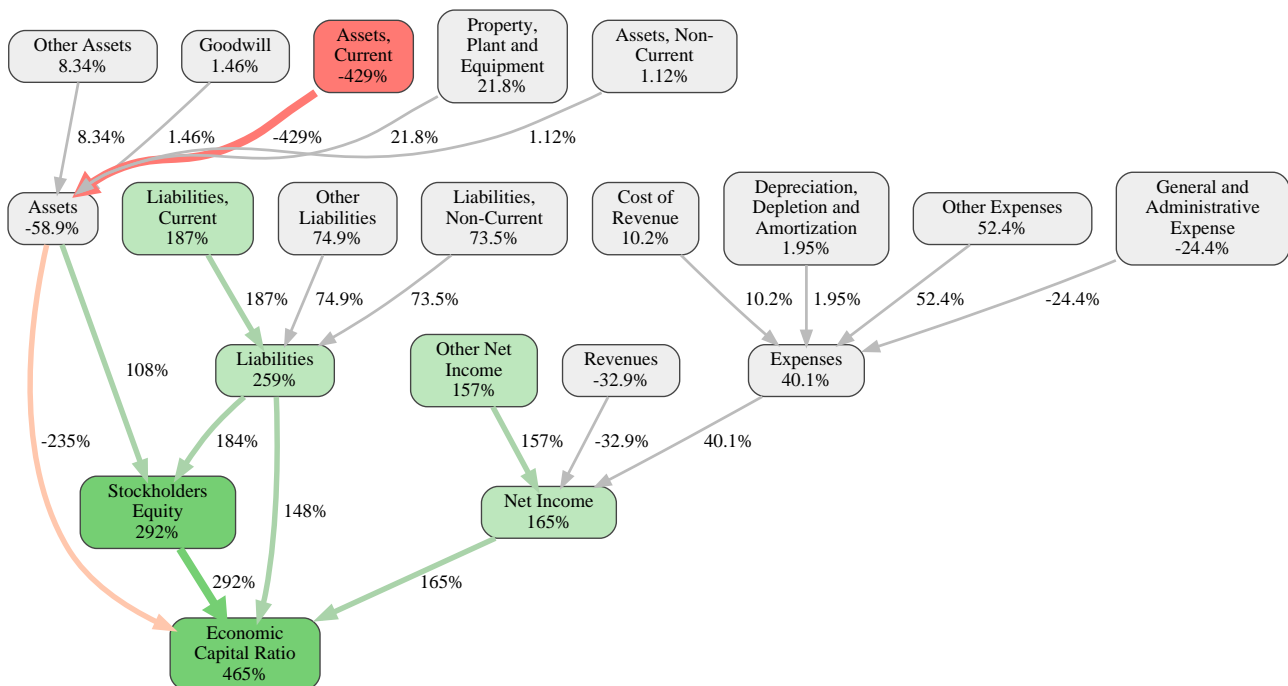 Other Assets
8.34%
Goodwill
1.46%
Assets,
Current
-429%
Property,
Plant and
Equipment
21.8%
Assets, Non-
Current
1.12%
8.34%
1.46%
-429%
21.8%
1.12%
Assets
-58.9%
Liabilities,
Current
187%
Other
Liabilities
74.9%
Liabilities,
Non-Current
73.5%
Cost of
Revenue
10.2%
Depreciation,
Depletion and
Amortization
1.95%
Other Expenses
52.4%
General and
Administrative
Expense
-24.4%
187%
74.9%
73.5%
10.2%
1.95%
52.4%
-24.4%
108%
Liabilities
259%
Other Net
Income
157%
Revenues
-32.9%
Expenses
40.1%
-235%
184%
157%
-32.9%
40.1%
Stockholders
Equity
292%
148%
Net Income
165%
292%
165%
Economic
Capital Ratio
465%